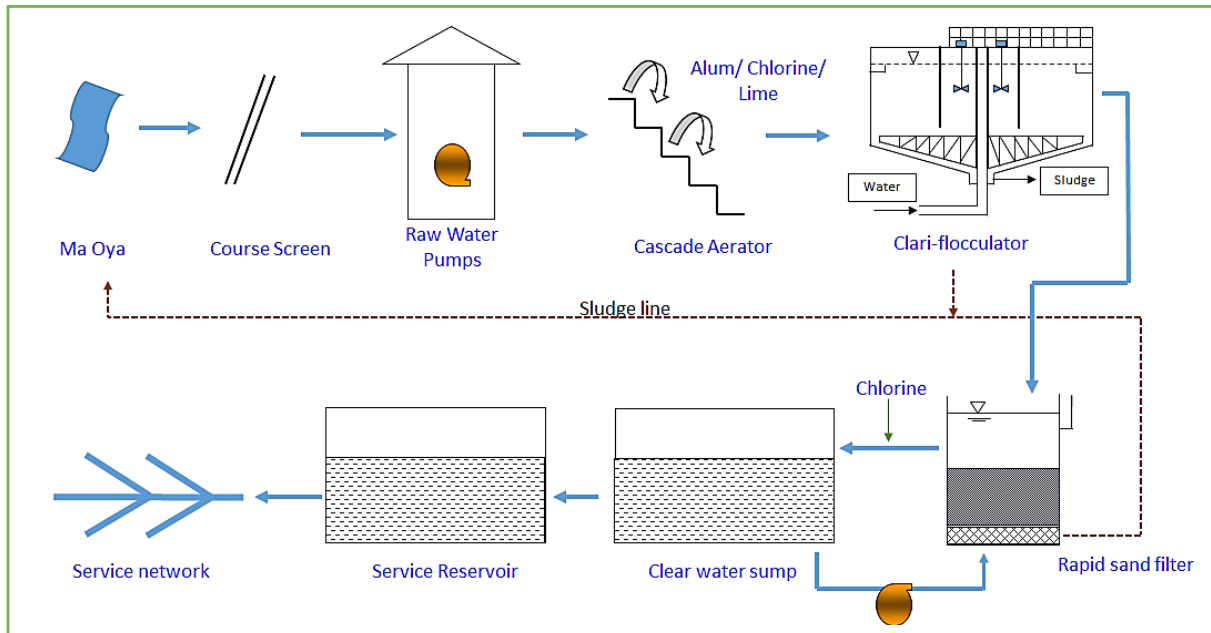 Alum/ Chlorine/
Lime
Water
Sludge
Ma Oya
Course Screen
Raw Water
Pumps
Cascade Aerator
Clari-flocculator
Sludge line
Chlorine
Service network
Service Reservoir
Clear water sump
Rapid sand filter